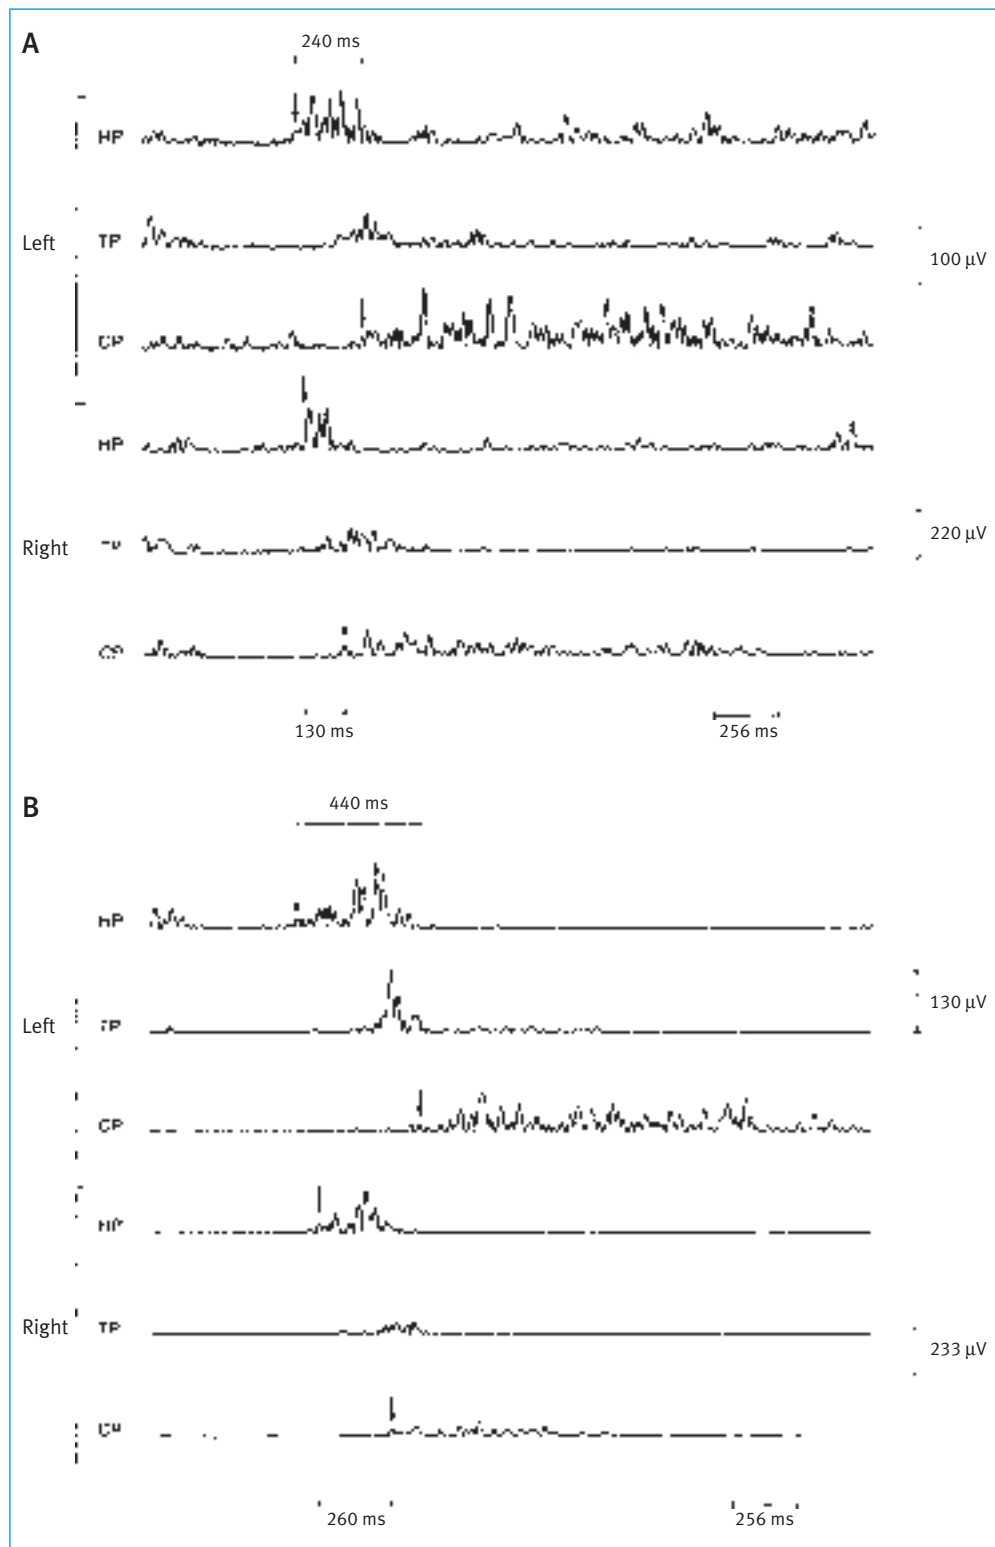 A
240 ms
HP
Left
TP
100 µV
CP
HP
220 µV
Right
CP
130 ms
256 ms
B
440 ms
HP
130 µV
Left
TP
CP
HP
Right
TP
233 µV
260 ms
256 ms